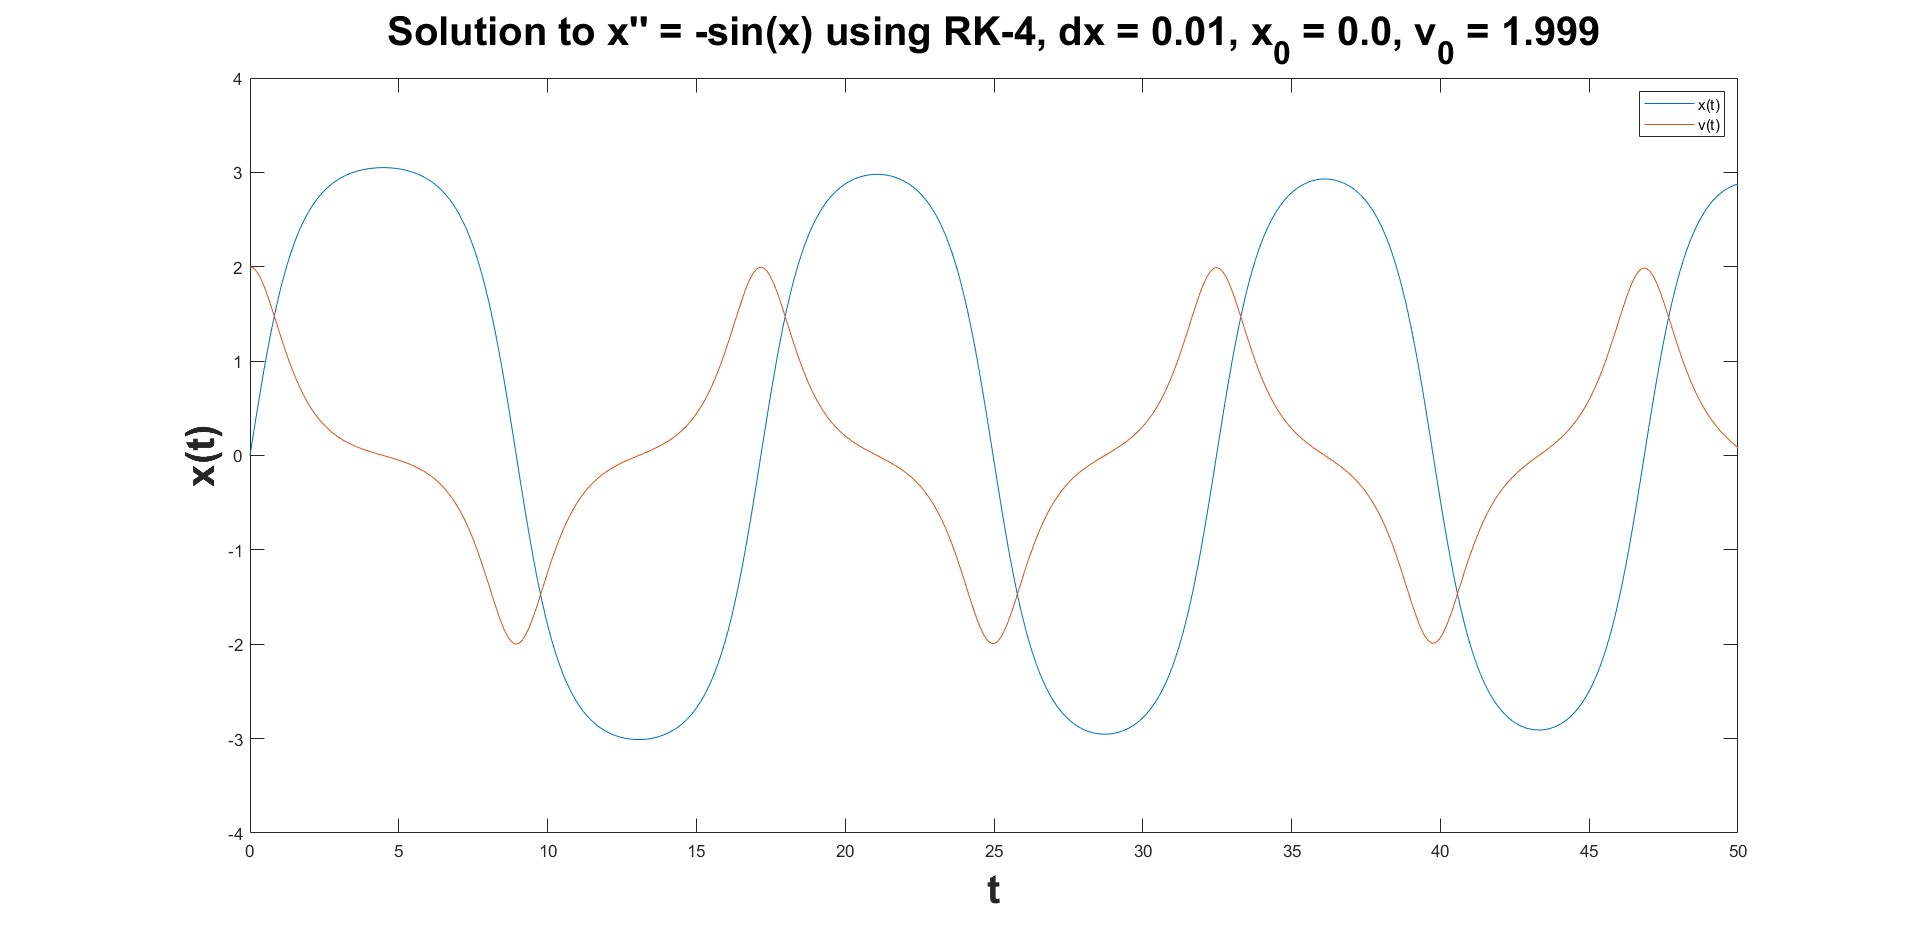 Solution to x" = -sin(x) using RK-4, dx = 0.01, x₀ = 0.0, v₀ = 1.999
x(t)
v(t)
4
3
2
1
0
-1
-2
-3
-4
x(t)
0 5 10 15 20 25 30 35 40 45 50
t